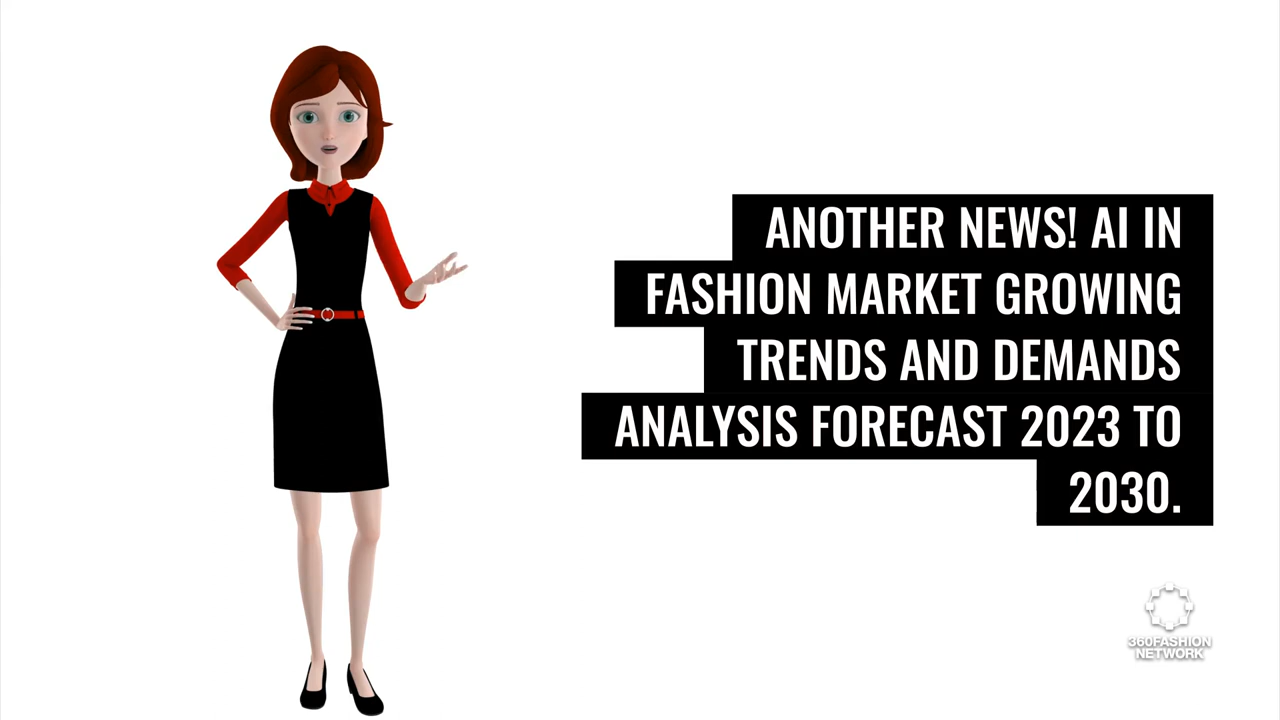 ANOTHER NEWS! AI IN
FASHION MARKET GROWING
TRENDS AND DEMANDS
ANALYSIS FORECAST 2023 TO
2030.
360FASHION
NETWORK